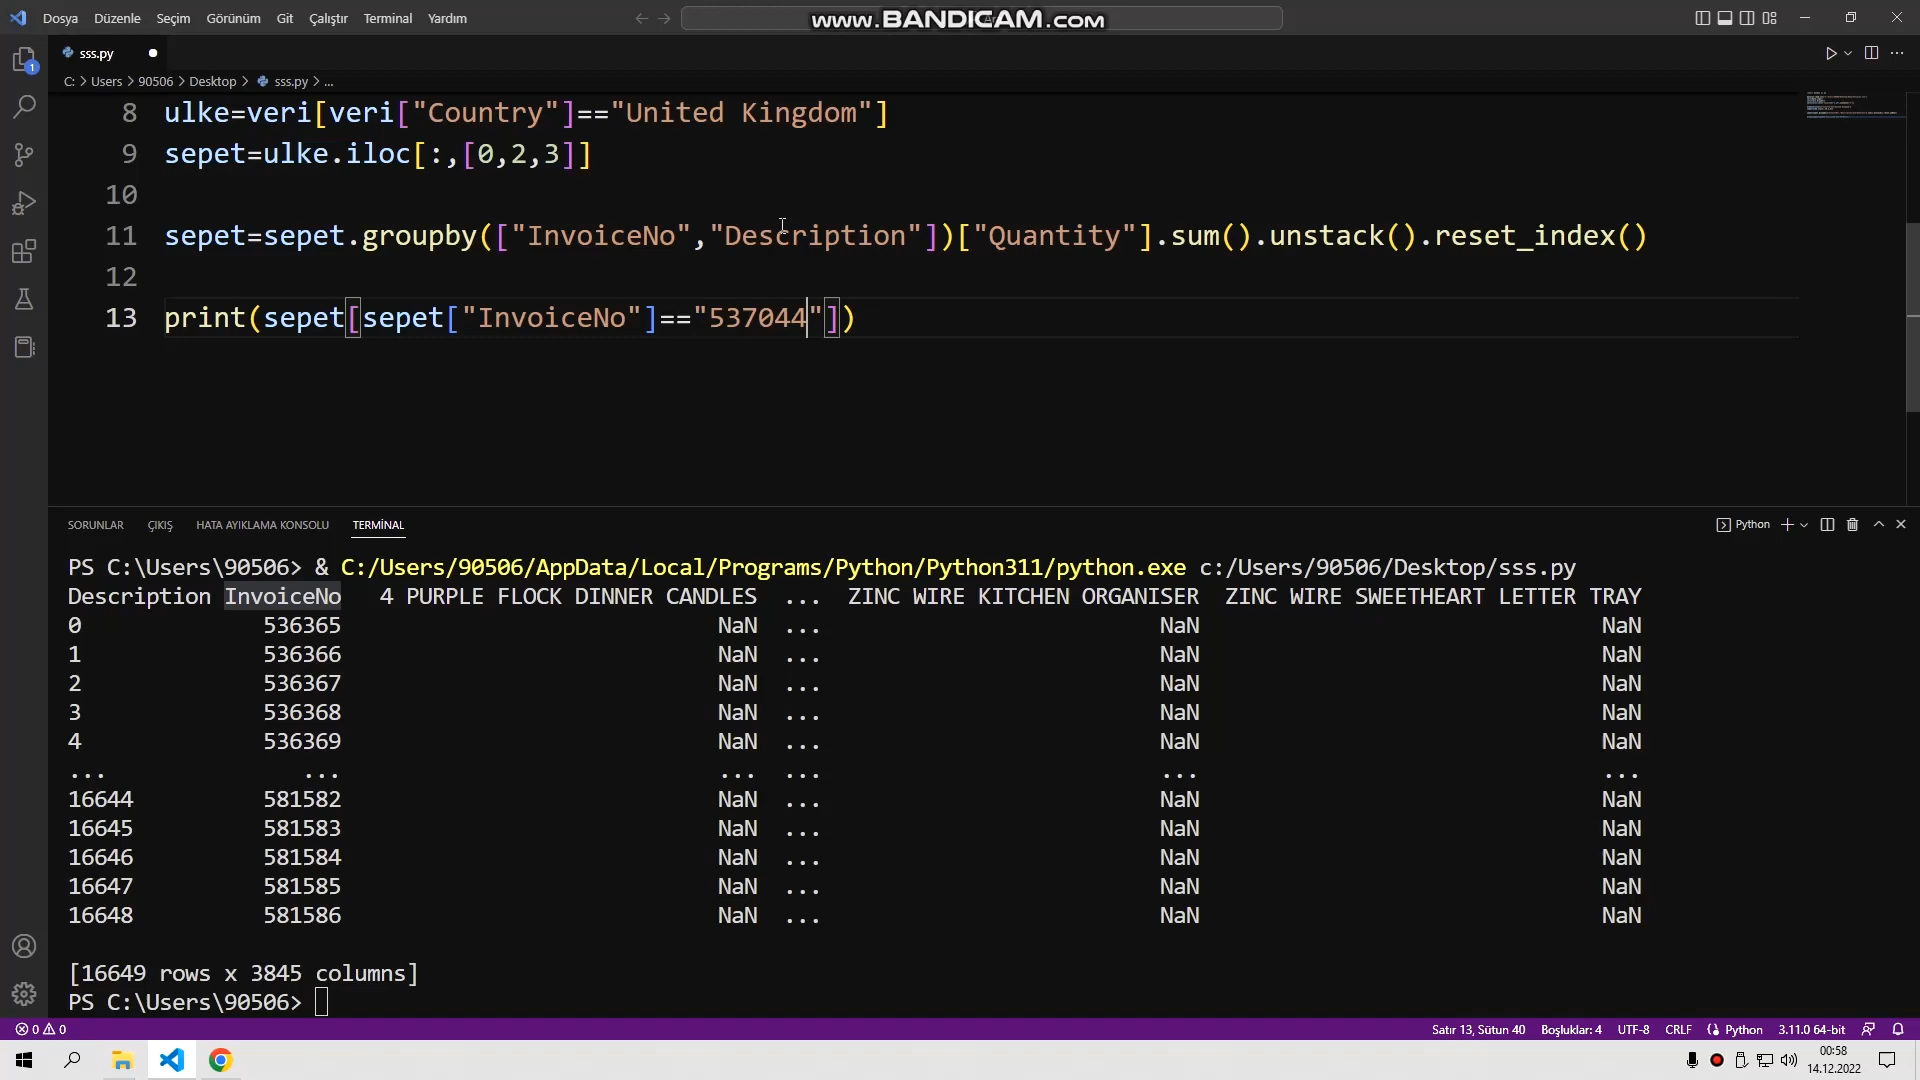 Dosya Düzenle Seçim Görünüm Git Çalıştır Terminal Yardım
www.BANDICAM.com
sss.py
C: > Users > 90506 > Desktop > sss.py > ...
8 ulke=veri[veri["Country"]=="United Kingdom"]
9 sepet=ulke.iloc[:,[0,2,3]]
10
11 sepet=sepet.groupby(["InvoiceNo","Description"])["Quantity"].sum().unstack().reset_index()
12
13 print(sepet[sepet["InvoiceNo"]=="537044"])
SORUNLAR ÇIKIŞ HATA AYIKLAMA KONSOLU TERMİNAL
Python
PS C:\Users\90506> & C:/Users/90506/AppData/Local/Programs/Python/Python311/python.exe c:/Users/90506/Desktop/sss.py
Description InvoiceNo 4 PURPLE FLOCK DINNER CANDLES ... ZINC WIRE KITCHEN ORGANISER ZINC WIRE SWEETHEART LETTER TRAY
0 536365 NaN ... NaN NaN
1 536366 NaN ... NaN NaN
2 536367 NaN ... NaN NaN
3 536368 NaN ... NaN NaN
4 536369 NaN ... NaN NaN
... ... ... ... ... ...
16644 581582 NaN ... NaN NaN
16645 581583 NaN ... NaN NaN
16646 581584 NaN ... NaN NaN
16647 581585 NaN ... NaN NaN
16648 581586 NaN ... NaN NaN
[16649 rows x 3845 columns]
PS C:\Users\90506>
0 0 Satır 13, Sütun 40 Boşluklar: 4 UTF-8 CRLF Python 3.11.0 64-bit
00:58
14.12.2022